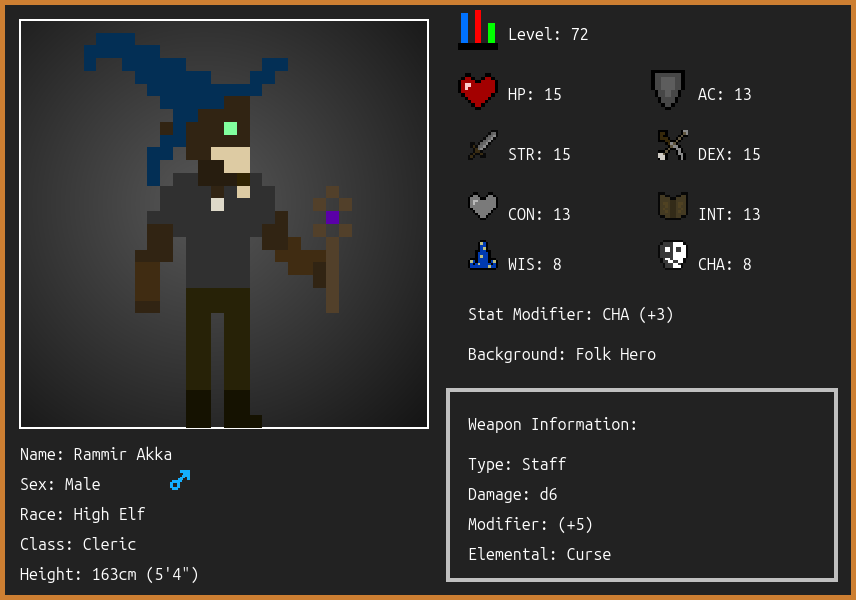 Level: 72
HP: 15
AC: 13
STR: 15
DEX: 15
CON: 13
INT: 13
WIS: 8
CHA: 8
Stat Modifier: CHA (+3)
Background: Folk Hero
Weapon Information:
Type: Staff
Damage: d6
Modifier: (+5)
Elemental: Curse
Name: Rammir Akka
Sex: Male
Race: High Elf
Class: Cleric
Height: 163cm (5'4")